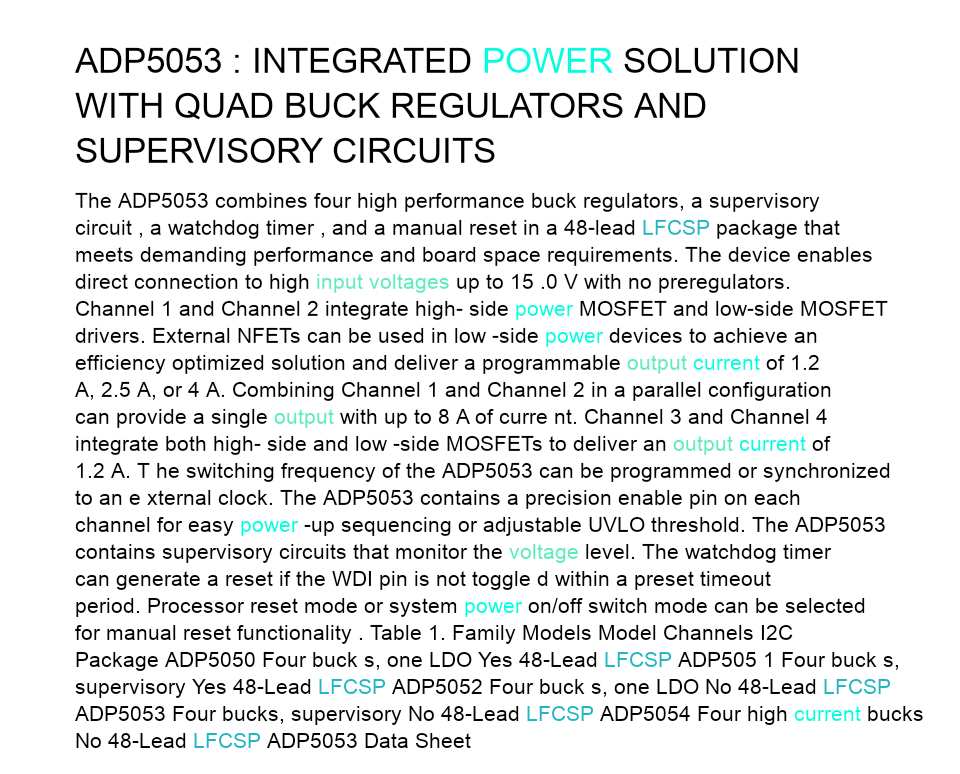 ADP5053 : INTEGRATED POWER SOLUTION
WITH QUAD BUCK REGULATORS AND
SUPERVISORY CIRCUITS
The ADP5053 combines four high performance buck regulators, a supervisory
circuit , a watchdog timer , and a manual reset in a 48-lead LFCSP package that
meets demanding performance and board space requirements. The device enables
direct connection to high input voltages up to 15 .0 V with no preregulators.
Channel 1 and Channel 2 integrate high- side power MOSFET and low-side MOSFET
drivers. External NFETs can be used in low -side power devices to achieve an
efficiency optimized solution and deliver a programmable output current of 1.2
A, 2.5 A, or 4 A. Combining Channel 1 and Channel 2 in a parallel configuration
can provide a single output with up to 8 A of curre nt. Channel 3 and Channel 4
integrate both high- side and low -side MOSFETs to deliver an output current of
1.2 A. T he switching frequency of the ADP5053 can be programmed or synchronized
to an e xternal clock. The ADP5053 contains a precision enable pin on each
channel for easy power -up sequencing or adjustable UVLO threshold. The ADP5053
contains supervisory circuits that monitor the voltage level. The watchdog timer
can generate a reset if the WDI pin is not toggle d within a preset timeout
period. Processor reset mode or system power on/off switch mode can be selected
for manual reset functionality . Table 1. Family Models Model Channels I2C
Package ADP5050 Four buck s, one LDO Yes 48-Lead LFCSP ADP505 1 Four buck s,
supervisory Yes 48-Lead LFCSP ADP5052 Four buck s, one LDO No 48-Lead LFCSP
ADP5053 Four bucks, supervisory No 48-Lead LFCSP ADP5054 Four high current bucks
No 48-Lead LFCSP ADP5053 Data Sheet